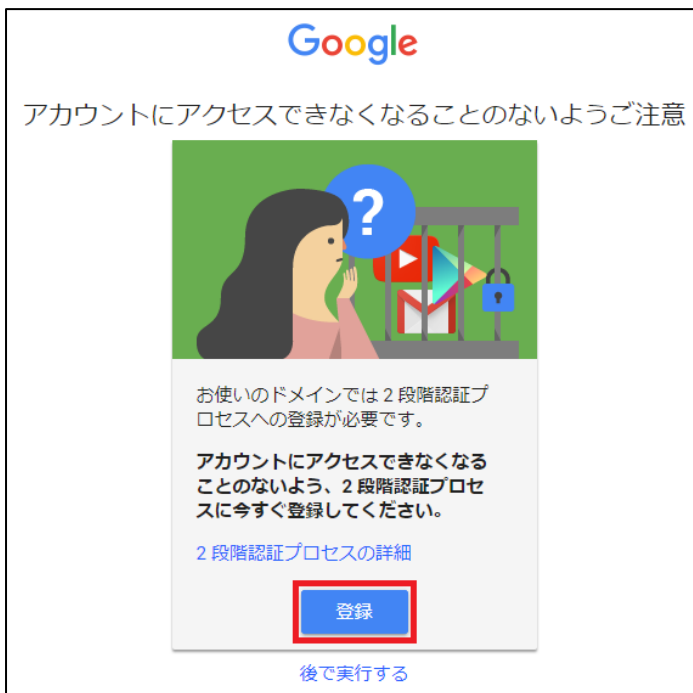 Google
アカウントにアクセスできなくなることのないようご注意
?
お使いのドメインでは 2 段階認証プ
ロセスへの登録が必要です。
アカウントにアクセスできなくなる
ことのないよう、2 段階認証プロセ
スに今すぐ登録してください。
2 段階認証プロセスの詳細
登録
後で実行する